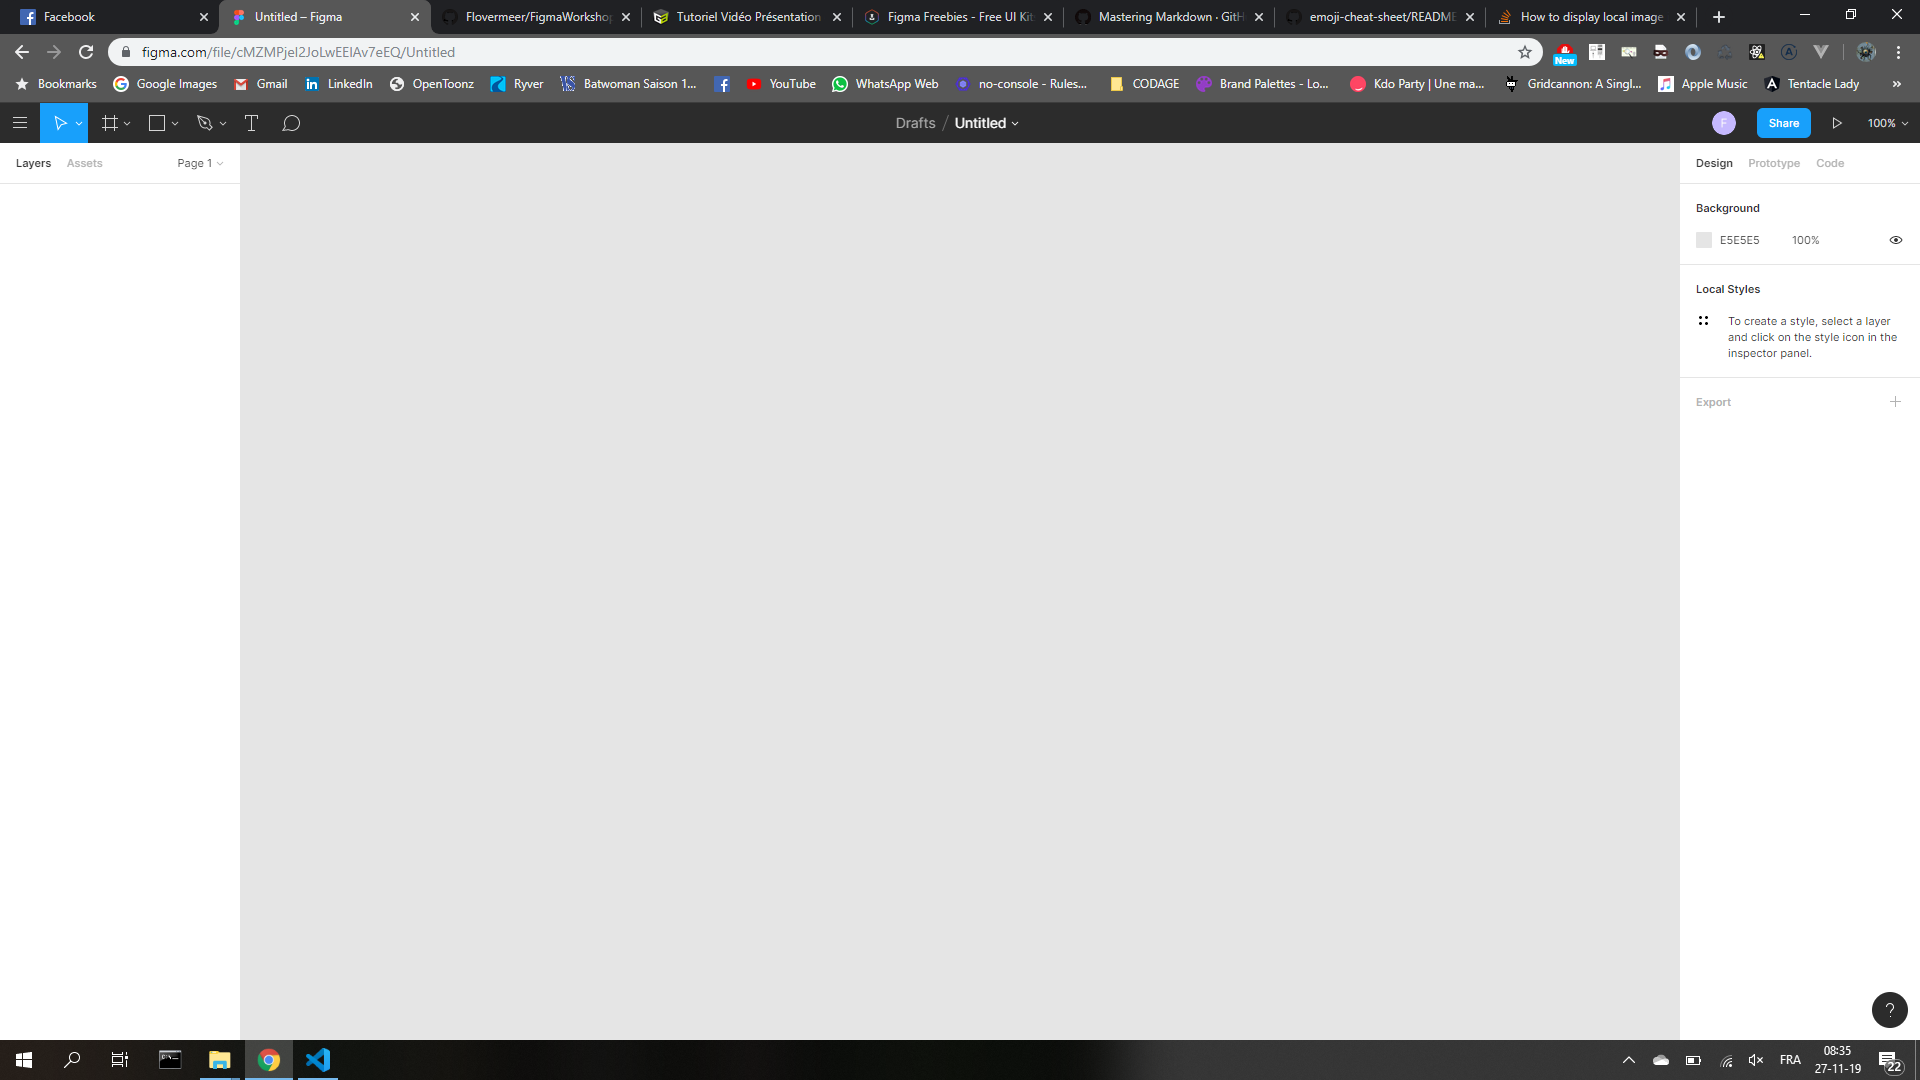 Facebook
Untitled – Figma
Flovermeer/FigmaWorkshop
Tutoriel Vidéo Présentation
Figma Freebies - Free UI Kit
Mastering Markdown · GitH
emoji-cheat-sheet/README
How to display local image
figma.com/file/cMZMPjeI2JoLwEEIAv7eEQ/Untitled
New
Bookmarks
Google Images
Gmail
LinkedIn
OpenToonz
Ryver
Batwoman Saison 1...
YouTube
WhatsApp Web
no-console - Rules...
CODAGE
Brand Palettes - Lo...
Kdo Party | Une ma...
Gridcannon: A Singl...
Apple Music
Tentacle Lady
»
Drafts / Untitled
F
Share
100%
Layers
Assets
Page 1
Design
Prototype
Code
Background
E5E5E5
100%
Local Styles
To create a style, select a layer
and click on the style icon in the
inspector panel.
Export
?
FRA
08:35
27-11-19
22